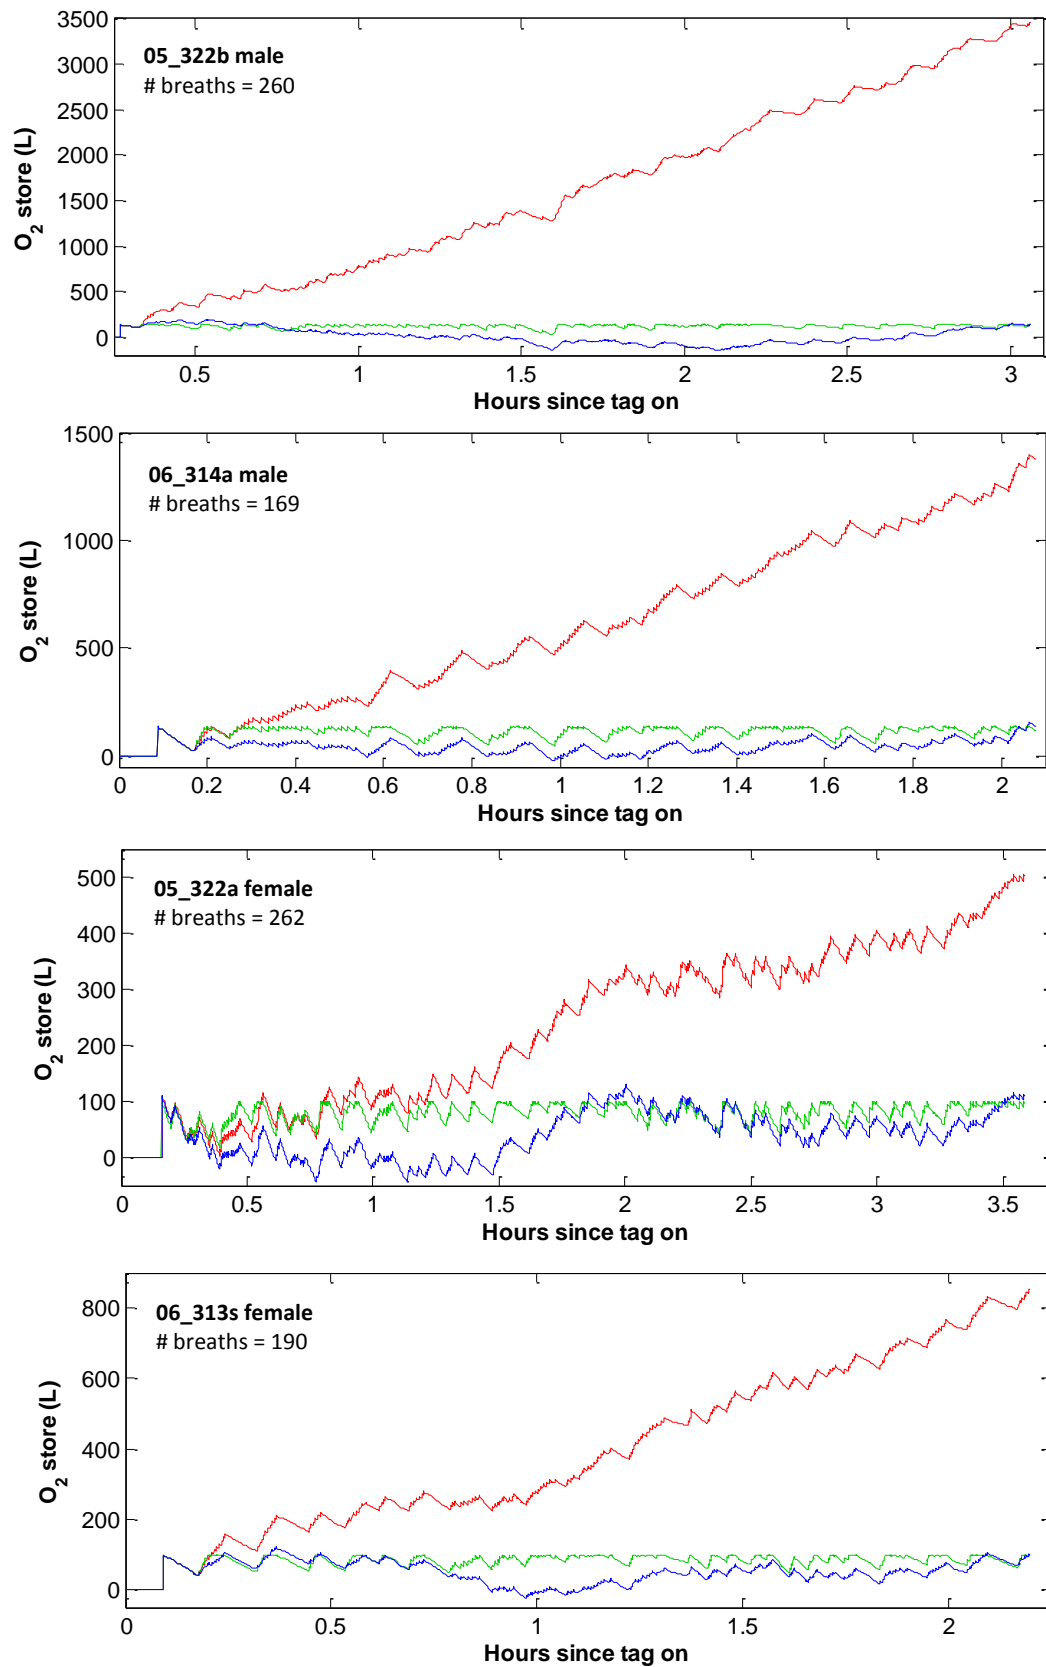 05_322b male
# breaths = 260
O2 store (L)
3500
3000
2500
2000
1500
1000
500
0
0.5 1 1.5 2 2.5 3
Hours since tag on
06_314a male
# breaths = 169
O2 store (L)
1500
1000
500
0
0 0.2 0.4 0.6 0.8 1 1.2 1.4 1.6 1.8 2
Hours since tag on
05_322a female
# breaths = 262
O2 store (L)
500
400
300
200
100
0
0 0.5 1 1.5 2 2.5 3 3.5
Hours since tag on
06_313s female
# breaths = 190
O2 store (L)
800
600
400
200
0
0 0.5 1 1.5 2
Hours since tag on